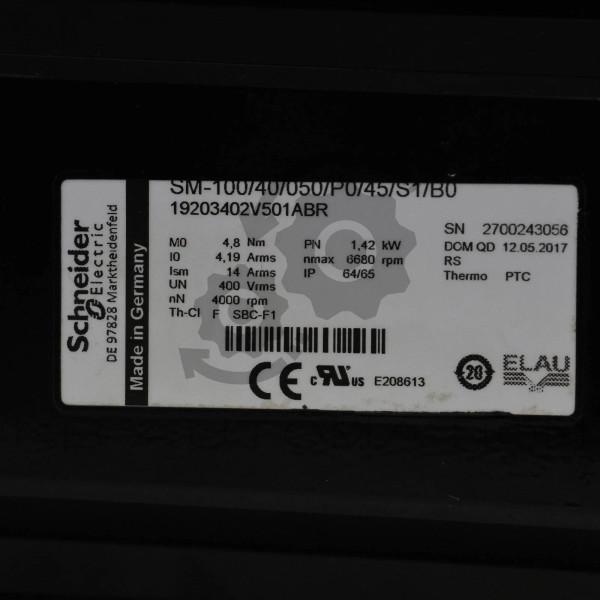 Schneider
Electric
DE 97828 Marktheidenfeld
Made in Germany
SM-100/40/050/P0/45/S1/B0
19203402V501ABR
SN 2700243056
M0 4,8 Nm PN 1,42 kW DCM QD 12.05.2017
I0 4,19 Arms nmax 6680 rpm RS
Ism 14 Arms IP 64/65 Thermo PTC
UN 400 Vrms
nN 4000 rpm
Th-Cl F SBC-F1
CE c RU us E208613
20
ELAU